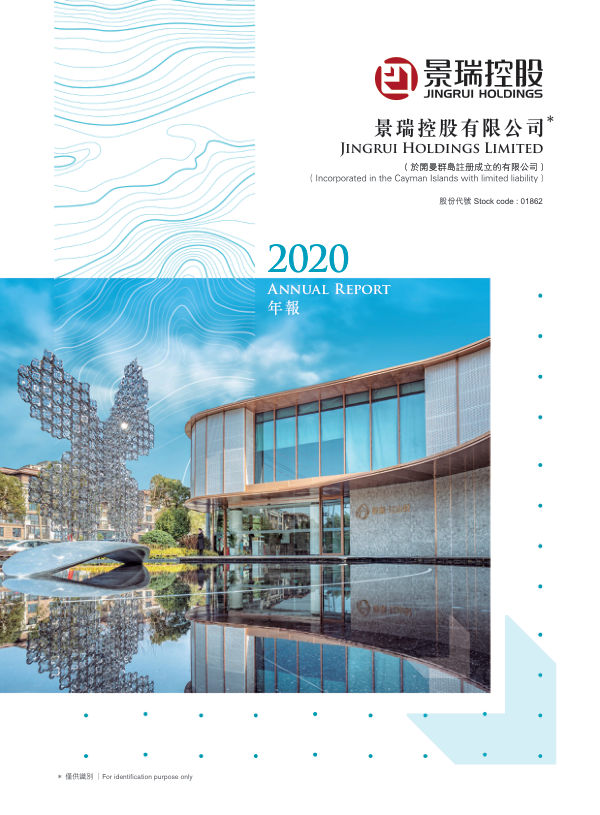 景瑞控股
JINGRUI HOLDINGS
景瑞控股有限公司*
JINGRUI HOLDINGS LIMITED
(於開曼群島註册成立的有限公司)
(Incorporated in the Cayman Islands with limited liability)
股份代號 Stock code : 01862
2020
ANNUAL REPORT
年報
* 僅供識別 | For identification purpose only